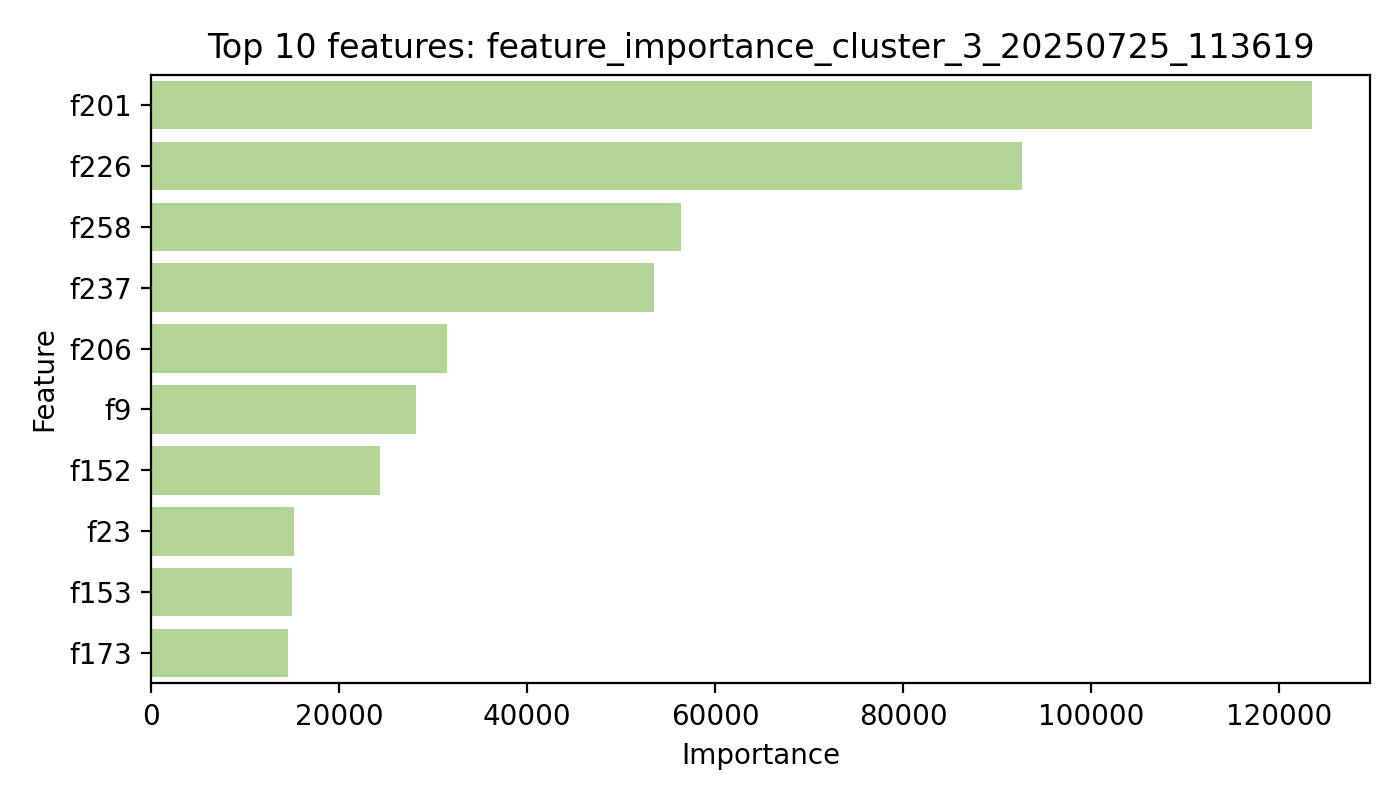 Top 10 features: feature_importance_cluster_3_20250725_113619
f201
f226
f258
f237
f206
f9
f152
f23
f153
f173
Feature
0 20000 40000 60000 80000 100000 120000
Importance